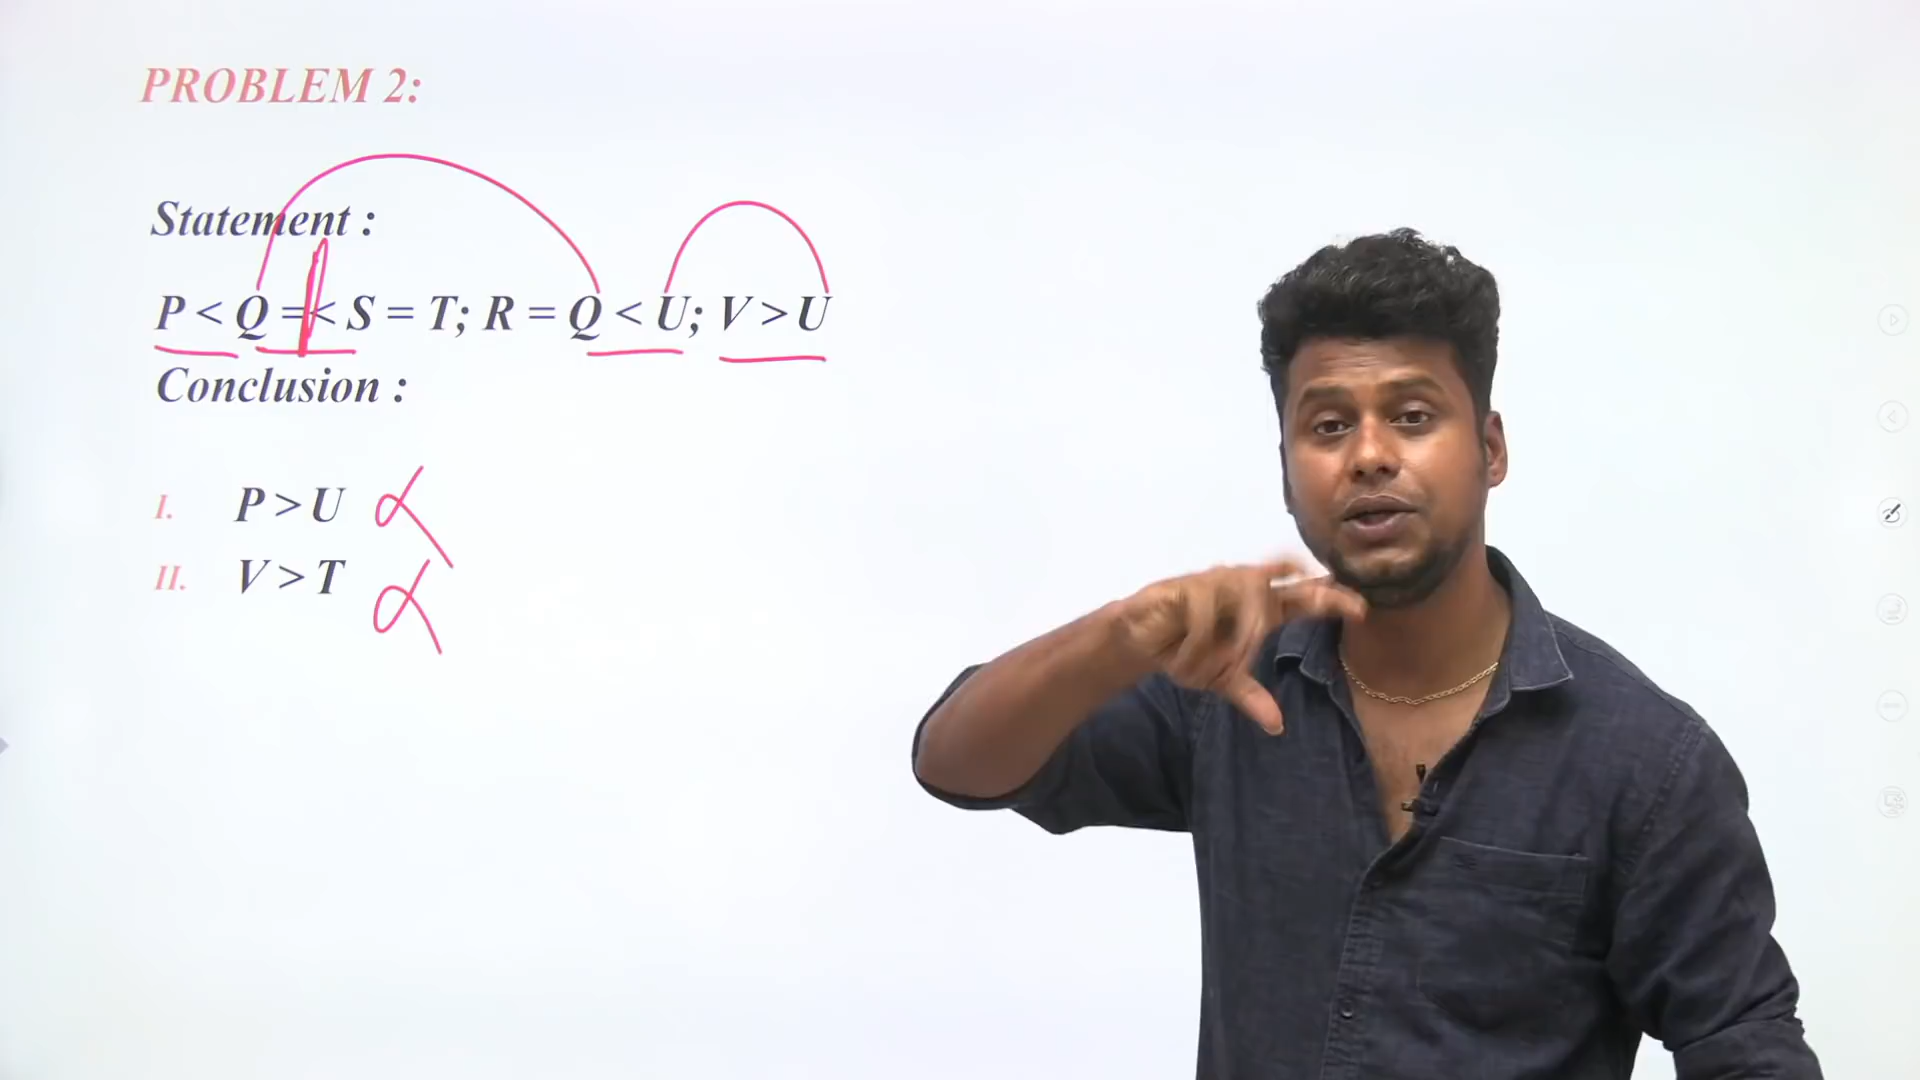 PROBLEM 2:
Statement :
P < Q =< S = T; R = Q < U; V > U
Conclusion :
I. P > U
II. V > T